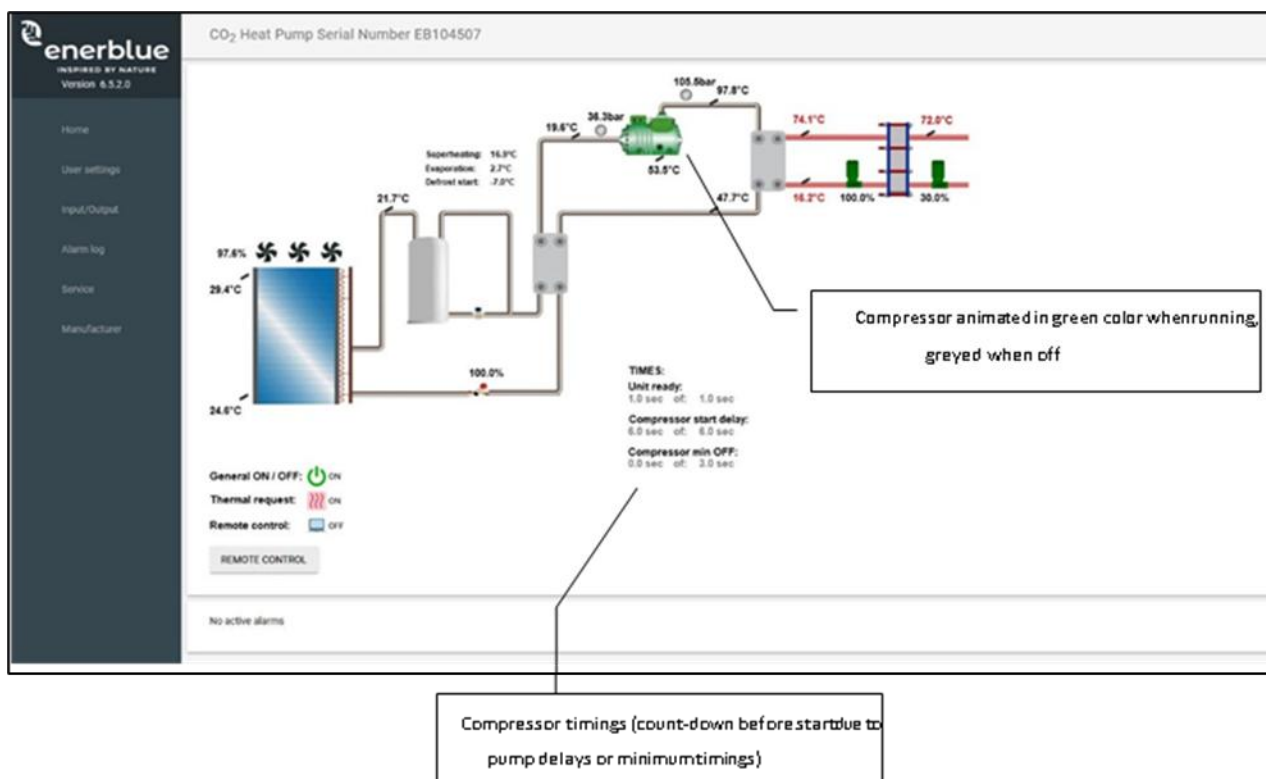 enerblue
INSPIRED BY NATURE
Version 6.5.2.0
Home
User settings
Input/Output
Alarm log
Service
Manufacturer
CO₂ Heat Pump Serial Number EB104507
105.5bar
97.8°C
36.3bar
19.6°C
74.1°C
72.0°C
Superheating: 16.9°C
Evaporation: 2.7°C
Defrost start: -7.0°C
53.5°C
21.7°C
47.7°C
16.2°C
100.0%
30.0%
97.6%
29.4°C
24.6°C
100.0%
TIMES:
Unit ready:
1.0 sec of: 1.0 sec
Compressor start delay:
6.0 sec of: 6.0 sec
Compressor min OFF:
0.0 sec of: 3.0 sec
General ON / OFF: ON
Thermal request: ON
Remote control: OFF
REMOTE CONTROL
No active alarms
Compressor animated in green color whenrunning,
greyed when off
Compressor timings (count-down before startdue to
pump delays or minimumtimings)